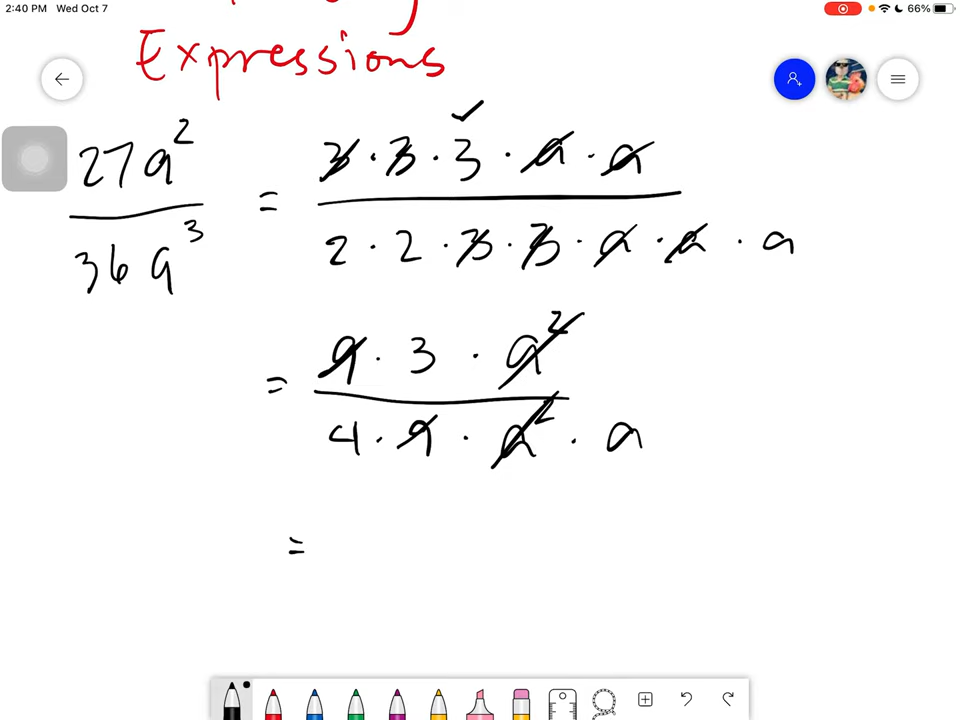 2:40 PM Wed Oct 7 66%
Expressions
27a² / 36a³ = 3 · 3 · 3 · a · a / 2 · 2 · 3 · 3 · a · a · a
= 9 · 3 · a² / 4 · 9 · a² · a
=